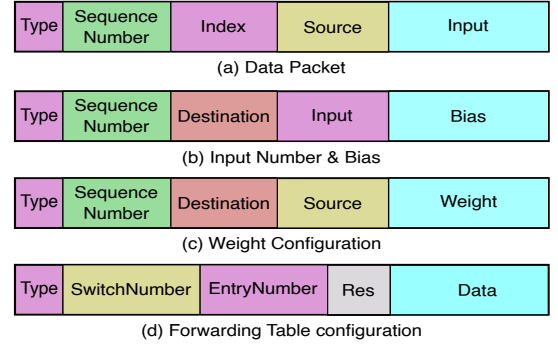 Type Sequence Number Index Source Input
(a) Data Packet
Type Sequence Number Destination Input Bias
(b) Input Number & Bias
Type Sequence Number Destination Source Weight
(c) Weight Configuration
Type SwitchNumber EntryNumber Res Data
(d) Forwarding Table configuration